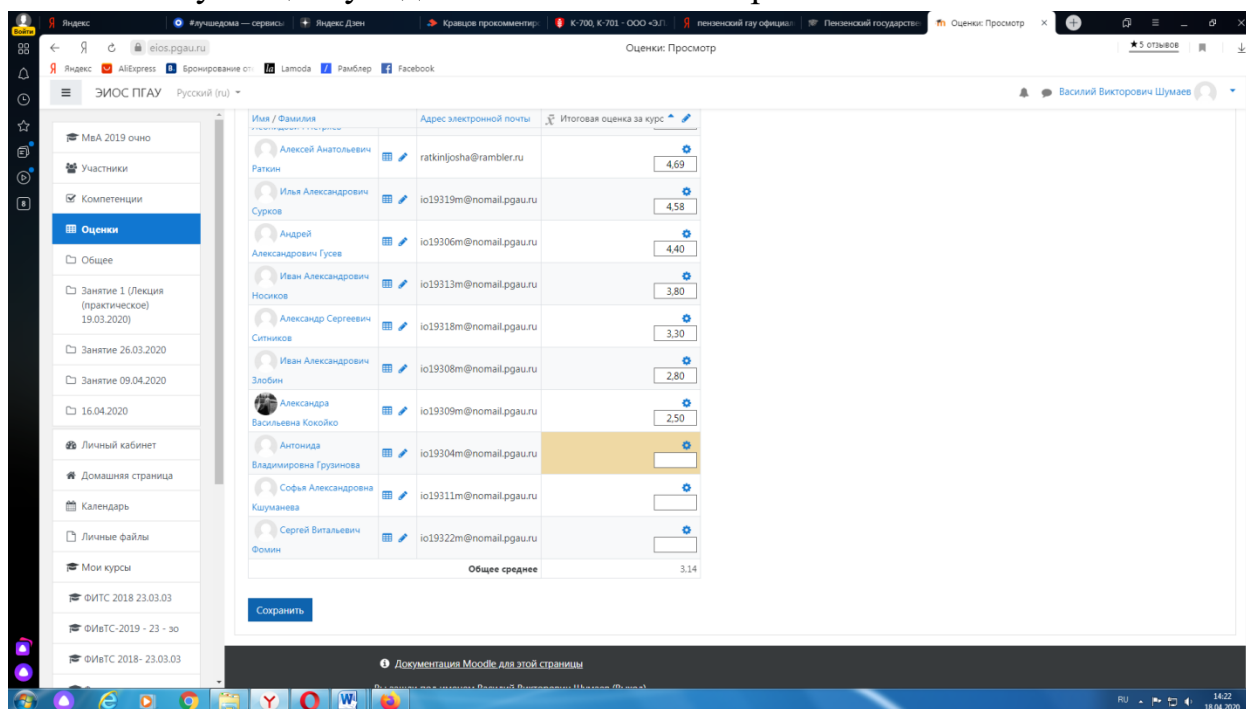 Войти
Яндекс
#лучшедома — сервисы
Яндекс Дзен
Кравцов прокомментир
К-700, К-701 - ООО «ЭЛ
пензенский гау официал
Пензенский государстве
Оценки: Просмотр
eios.pgau.ru
Оценки: Просмотр
★5 отзывов
Яндекс
AliExpress
Бронирование от
Lamoda
Рамблер
Facebook
ЭИОС ПГАУ
Русский (ru)
Василий Викторович Шумаев
МвА 2019 очно
Участники
Компетенции
Оценки
Общее
Занятие 1 (Лекция
(практическое)
19.03.2020)
Занятие 26.03.2020
Занятие 09.04.2020
16.04.2020
Личный кабинет
Домашняя страница
Календарь
Личные файлы
Мои курсы
ФИТС 2018 23.03.03
ФИвТС-2019 - 23 - зо
ФИвТС 2018- 23.03.03
Имя / Фамилия
Адрес электронной почты
Итоговая оценка за курс
Алексей Анатольевич
Раткин
ratkinljosha@rambler.ru
4,69
Илья Александрович
Сурков
io19319m@nomail.pgau.ru
4,58
Андрей
Александрович Гусев
io19306m@nomail.pgau.ru
4,40
Иван Александрович
Носиков
io19313m@nomail.pgau.ru
3,80
Александр Сергеевич
Ситников
io19318m@nomail.pgau.ru
3,30
Иван Александрович
Злобин
io19308m@nomail.pgau.ru
2,80
Александра
Васильевна Кокойко
io19309m@nomail.pgau.ru
2,50
Антонида
Владимировна Грузинова
io19304m@nomail.pgau.ru
Софья Александровна
Кшуманева
io19311m@nomail.pgau.ru
Сергей Витальевич
Фомин
io19322m@nomail.pgau.ru
Общее среднее
3,14
Сохранить
Документация Moodle для этой страницы
RU
14:22
18.04.2020